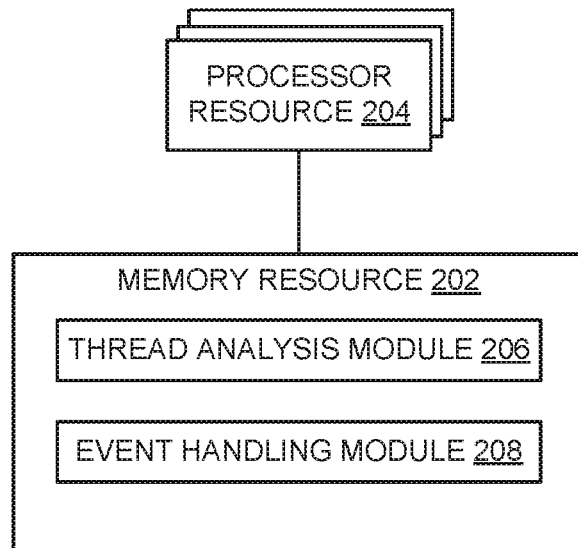 PROCESSOR
RESOURCE 204
MEMORY RESOURCE 202
THREAD ANALYSIS MODULE 206
EVENT HANDLING MODULE 208